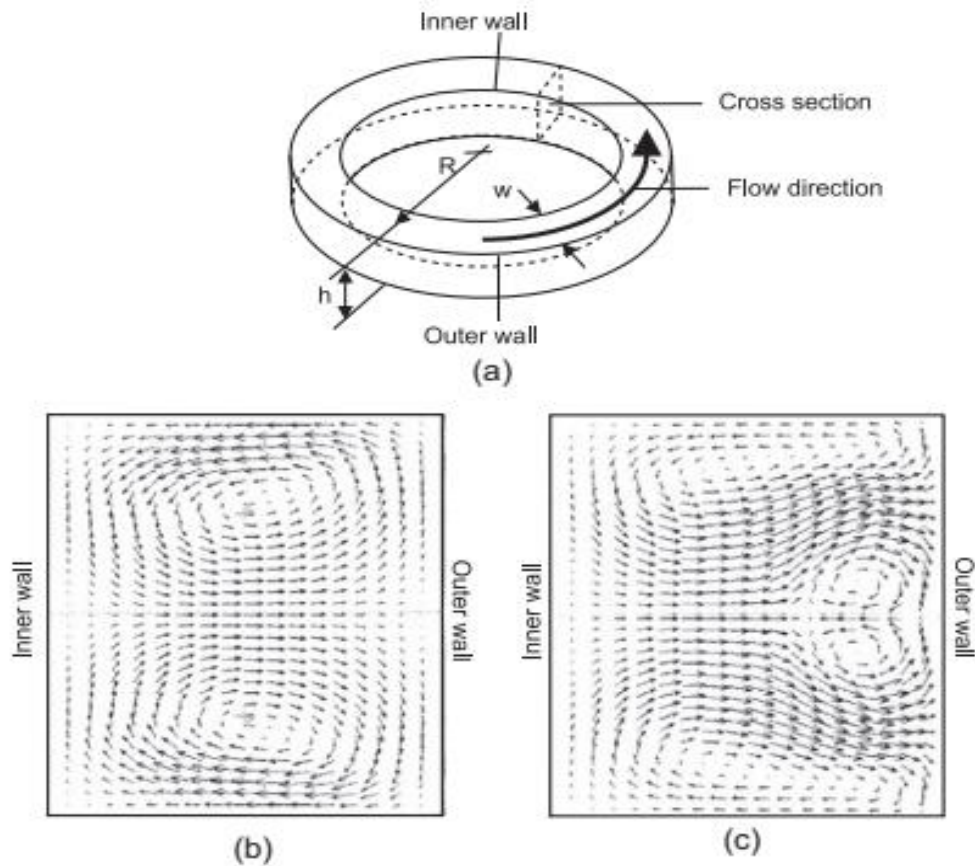 Inner wall
Cross section
R
w
Flow direction
h
Outer wall
(a)
Inner wall
Outer wall
Inner wall
Outer wall
(b)
(c)